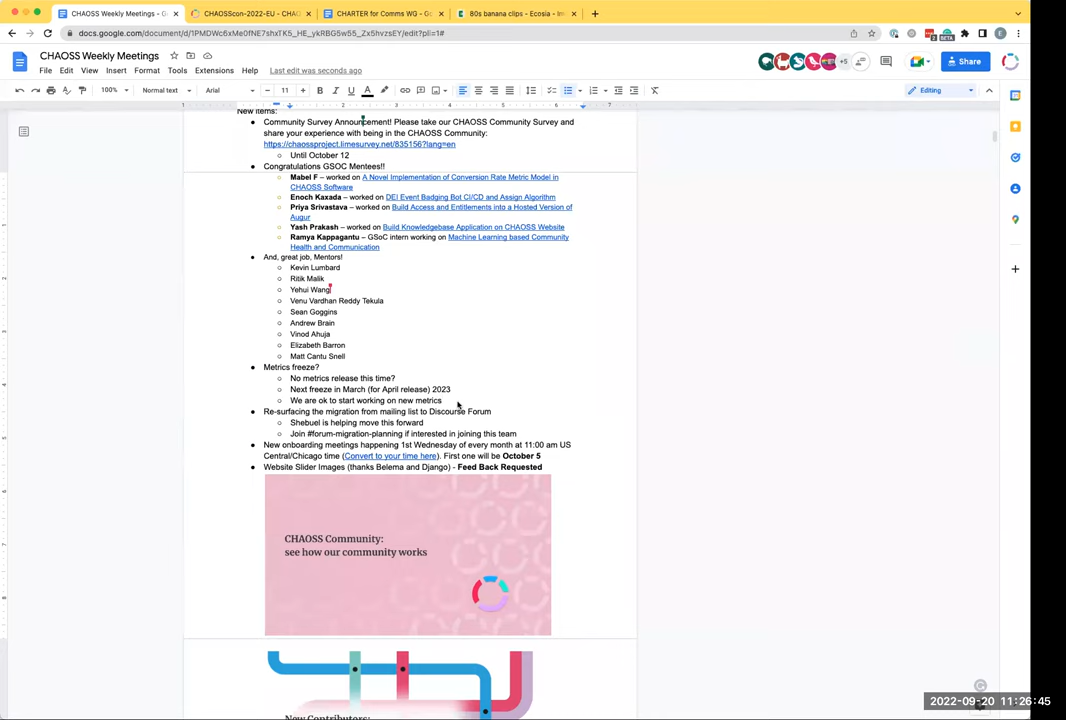 CHAOSS Weekly Meetings - G
CHAOSScon-2022-EU - CHAO
CHARTER for Comms WG - Goo
80s banana clips - Ecosia - Im
docs.google.com/document/d/1PMDWc6xMe0fNE7shxTK5_HE_ykRBG5w55_Zx5hvzsEY/edit?pli=1#
CHAOSS Weekly Meetings
File Edit View Insert Format Tools Extensions Help Last edit was seconds ago
+5
Share
100% Normal text Arial 11 Editing
New items:
Community Survey Announcement! Please take our CHAOSS Community Survey and
share your experience with being in the CHAOSS Community:
https://chaossproject.limesurvey.net/835156?lang=en
Until October 12
Congratulations GSOC Mentees!!
Mabel F – worked on A Novel Implementation of Conversion Rate Metric Model in
CHAOSS Software
Enoch Kaxada – worked on DEI Event Badging Bot CI/CD and Assign Algorithm
Priya Srivastava – worked on Build Access and Entitlements into a Hosted Version of
Augur
Yash Prakash – worked on Build Knowledgebase Application on CHAOSS Website
Ramya Kappagantu – GSoC intern working on Machine Learning based Community
Health and Communication
And, great job, Mentors!
Kevin Lumbard
Ritik Malik
Yehui Wang
Venu Vardhan Reddy Tekula
Sean Goggins
Andrew Brain
Vinod Ahuja
Elizabeth Barron
Matt Cantu Snell
Metrics freeze?
No metrics release this time?
Next freeze in March (for April release) 2023
We are ok to start working on new metrics
Re-surfacing the migration from mailing list to Discourse Forum
Shebuel is helping move this forward
Join #forum-migration-planning if interested in joining this team
New onboarding meetings happening 1st Wednesday of every month at 11:00 am US
Central/Chicago time (Convert to your time here). First one will be October 5
Website Slider Images (thanks Belema and Django) - Feed Back Requested
CHAOSS Community:
see how our community works
New Contributors:
2022-09-20 11:26:45